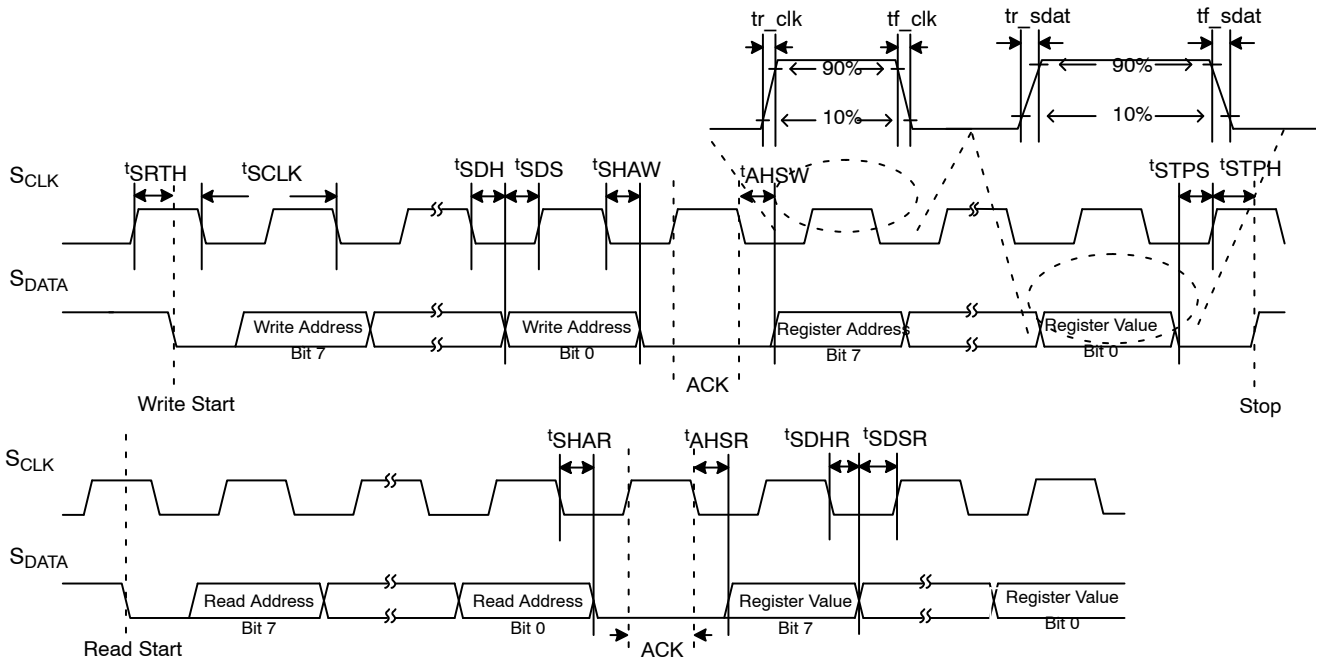 tr_clk tf_clk tr_sdat tf_sdat
90% 90%
10% 10%
SCLK tSRTH tSCLK tSDH tSDS tSHAW tAHSW tSTPS tSTPH
SDATA
Write Address Write Address Register Address Register Value
Bit 7 Bit 0 Bit 7 Bit 0
ACK
Write Start Stop
SCLK tSHAR tAHSR tSDHR tSDSR
SDATA
Read Address Read Address Register Value Register Value
Bit 7 Bit 0 Bit 7 Bit 0
Read Start ACK